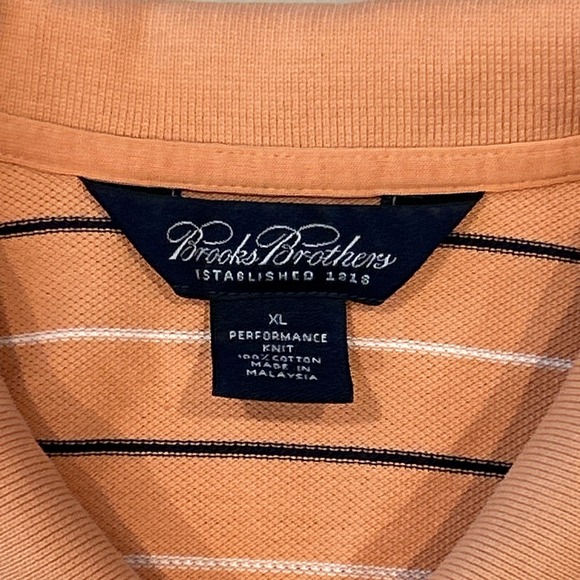 Brooks Brothers
ESTABLISHED 1818
XL
PERFORMANCE
KNIT
100% COTTON
MADE IN
MALAYSIA